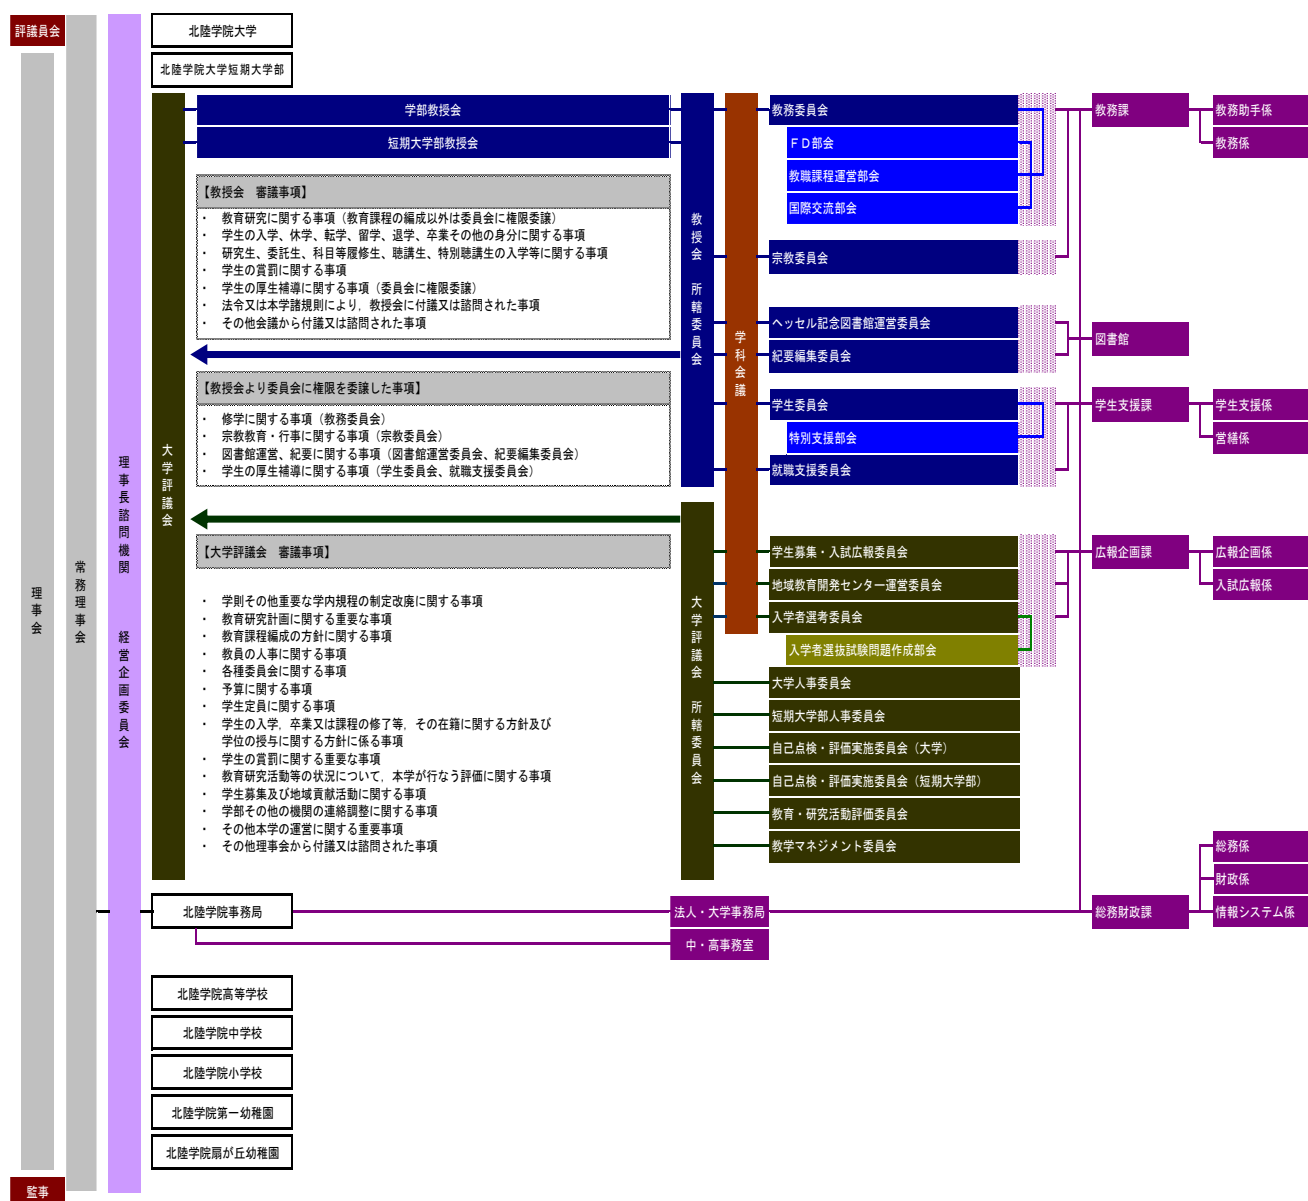 評議員会
理事会
監事
常務理事会
理事長諮問機関　経営企画委員会
北陸学院大学
北陸学院大学短期大学部
大学評議会
学部教授会
短期大学部教授会
【教授会　審議事項】
・　教育研究に関する事項（教育課程の編成以外は委員会に権限委譲）
・　学生の入学、休学、転学、留学、退学、卒業その他の身分に関する事項
・　研究生、委託生、科目等履修生、聴講生、特別聴講生の入学等に関する事項
・　学生の賞罰に関する事項
・　学生の厚生補導に関する事項（委員会に権限委譲）
・　法令又は本学諸規則により，教授会に付議又は諮問された事項
・　その他会議から付議又は諮問された事項
【教授会より委員会に権限を委譲した事項】
・　修学に関する事項（教務委員会）
・　宗教教育・行事に関する事項（宗教委員会）
・　図書館運営、紀要に関する事項（図書館運営委員会、紀要編集委員会）
・　学生の厚生補導に関する事項（学生委員会、就職支援委員会）
【大学評議会　審議事項】
・　学則その他重要な学内規程の制定改廃に関する事項
・　教育研究計画に関する重要な事項
・　教育課程編成の方針に関する事項
・　教員の人事に関する事項
・　各種委員会に関する事項
・　予算に関する事項
・　学生定員に関する事項
・　学生の入学，卒業又は課程の修了等，その在籍に関する方針及び
学位の授与に関する方針に係る事項
・　学生の賞罰に関する重要な事項
・　教育研究活動等の状況について，本学が行なう評価に関する事項
・　学生募集及び地域貢献活動に関する事項
・　学部その他の機関の連絡調整に関する事項
・　その他本学の運営に関する重要事項
・　その他理事会から付議又は諮問された事項
教授会　所轄委員会
大学評議会　所轄委員会
学科会議
教務委員会
ＦＤ部会
教職課程運営部会
国際交流部会
宗教委員会
ヘッセル記念図書館運営委員会
紀要編集委員会
学生委員会
特別支援部会
就職支援委員会
学生募集・入試広報委員会
地域教育開発センター運営委員会
入学者選考委員会
入学者選抜試験問題作成部会
大学人事委員会
短期大学部人事委員会
自己点検・評価実施委員会（大学）
自己点検・評価実施委員会（短期大学部）
教育・研究活動評価委員会
教学マネジメント委員会
教務課
教務助手係
教務係
図書館
学生支援課
学生支援係
営繕係
広報企画課
広報企画係
入試広報係
総務係
財政係
総務財政課
情報システム係
北陸学院事務局
法人・大学事務局
中・高事務室
北陸学院高等学校
北陸学院中学校
北陸学院小学校
北陸学院第一幼稚園
北陸学院扇が丘幼稚園